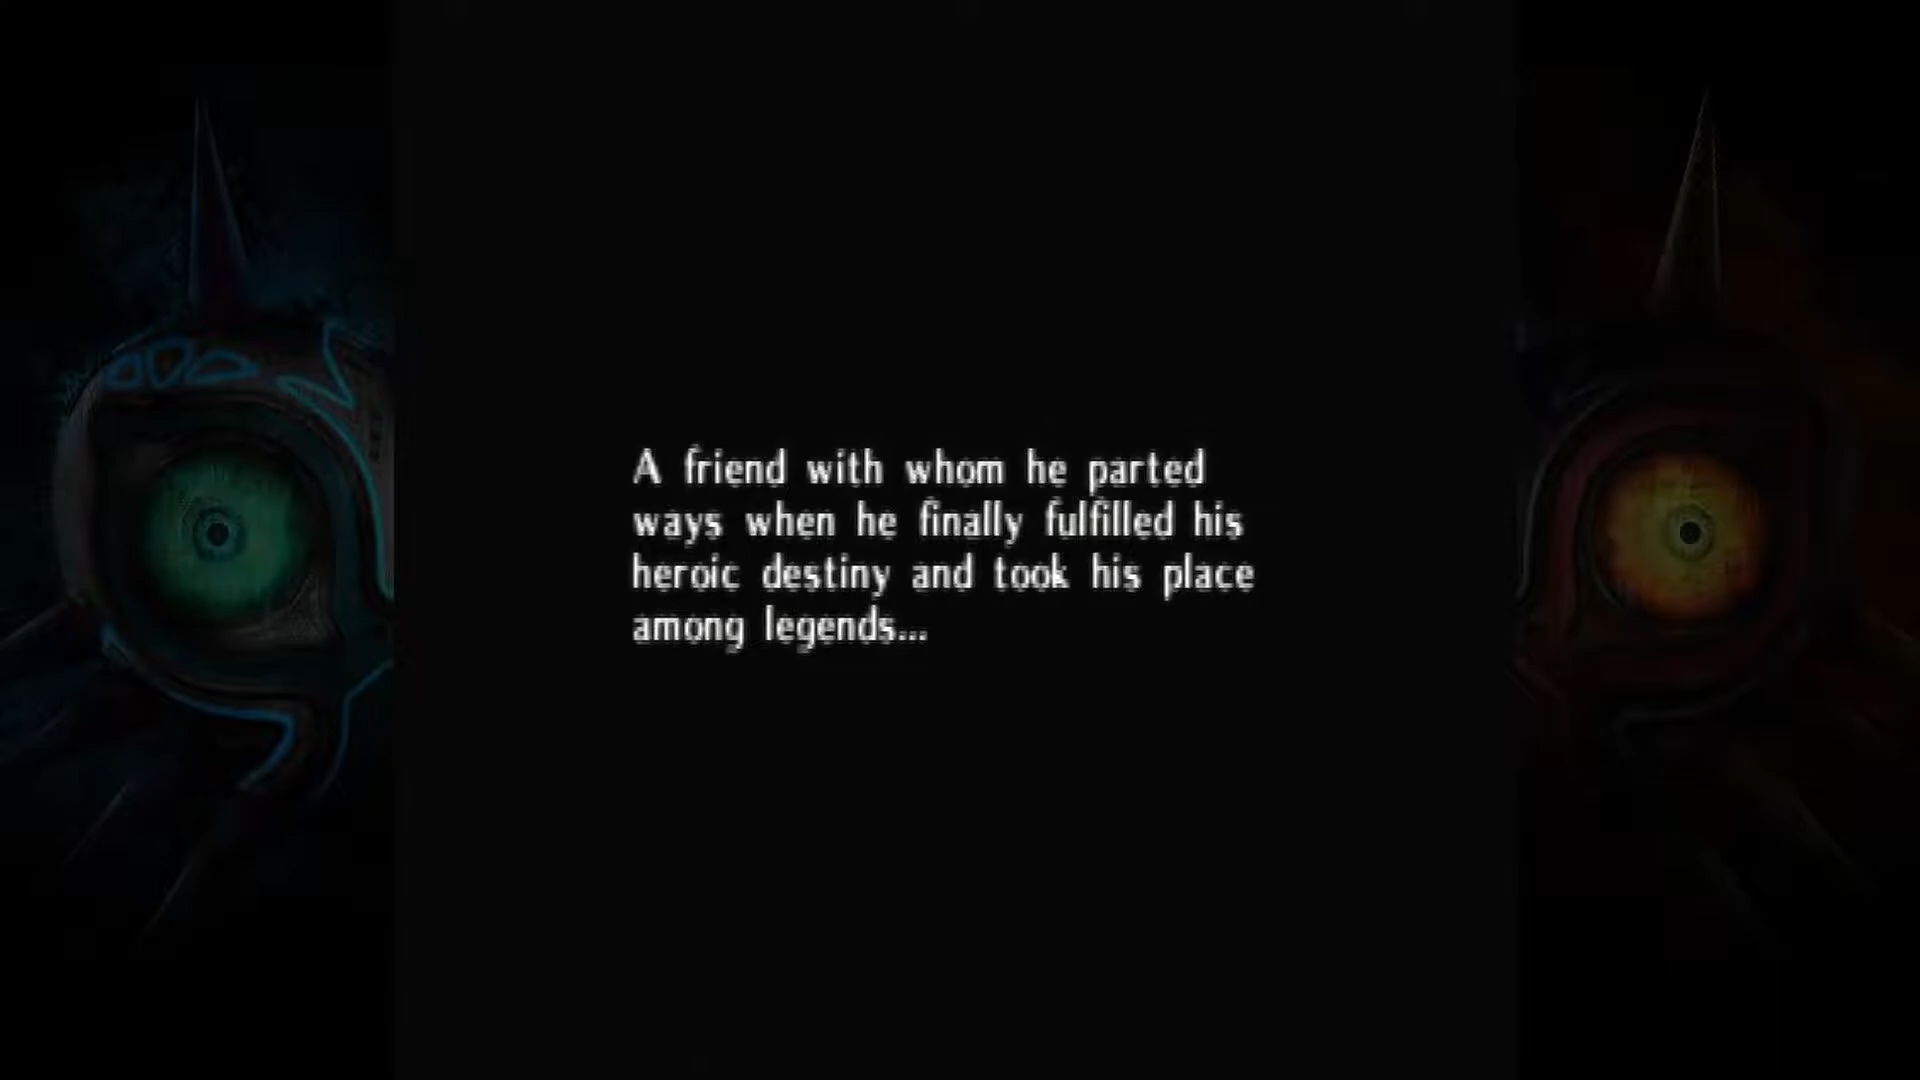 A friend with whom he parted
ways when he finally fulfilled his
heroic destiny and took his place
among legends...